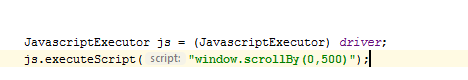 JavascriptExecutor js = (JavascriptExecutor) driver;
js.executeScript( script: "window.scrollBy(0,500)");